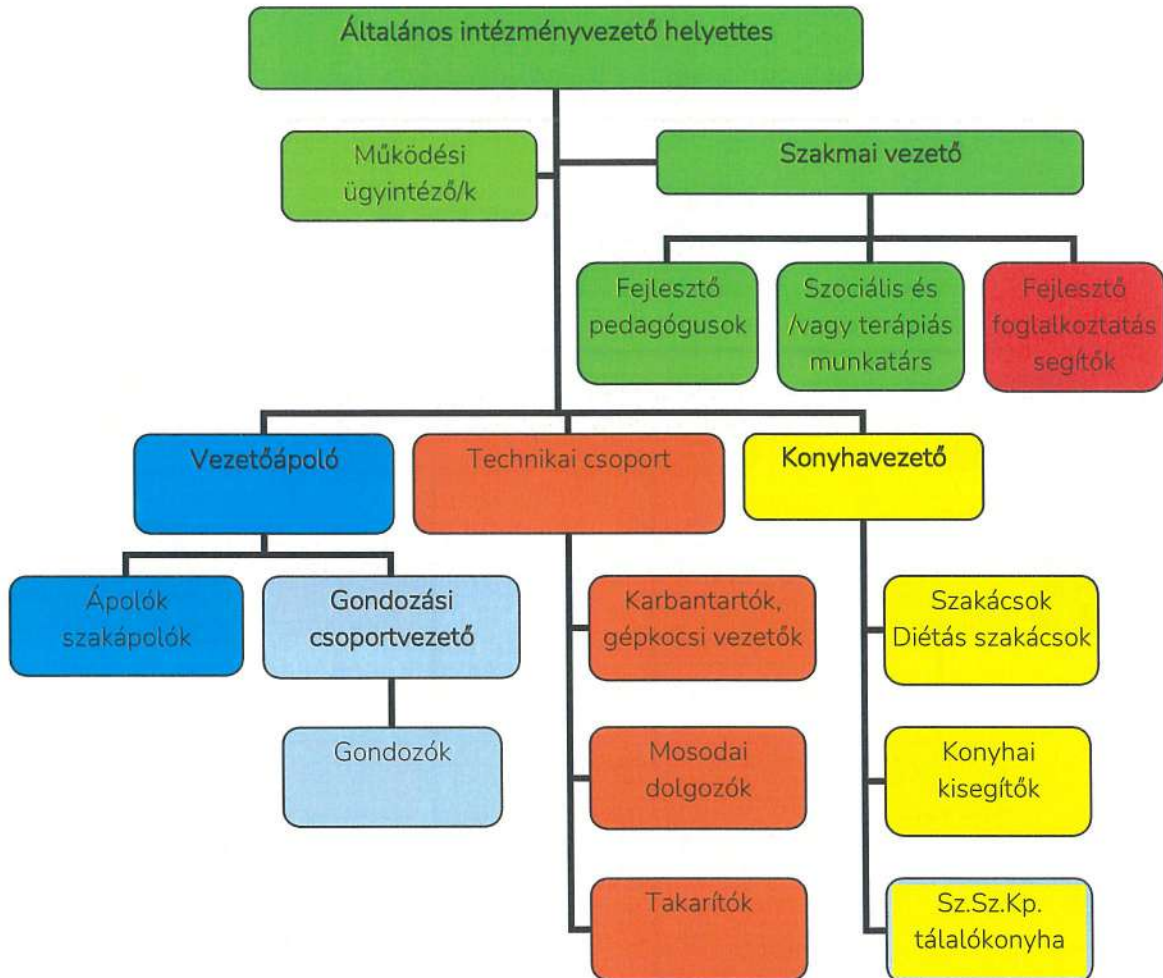 Általános intézményvezető helyettes
Működési
ügyintéző/k
Szakmai vezető
Fejlesztő
pedagógusok
Szociális és
/vagy terápiás
munkatárs
Fejlesztő
foglalkoztatás
segítők
Vezetőápoló
Technikai csoport
Konyhavezető
Ápolók
szakápolók
Gondozási
csoportvezető
Karbantartók,
gépkocsi vezetők
Szakácsok
Diétás szakácsok
Gondozók
Mosodai
dolgozók
Konyhai
kisegítők
Takarítók
Sz.Sz.Kp.
tálalókonyha